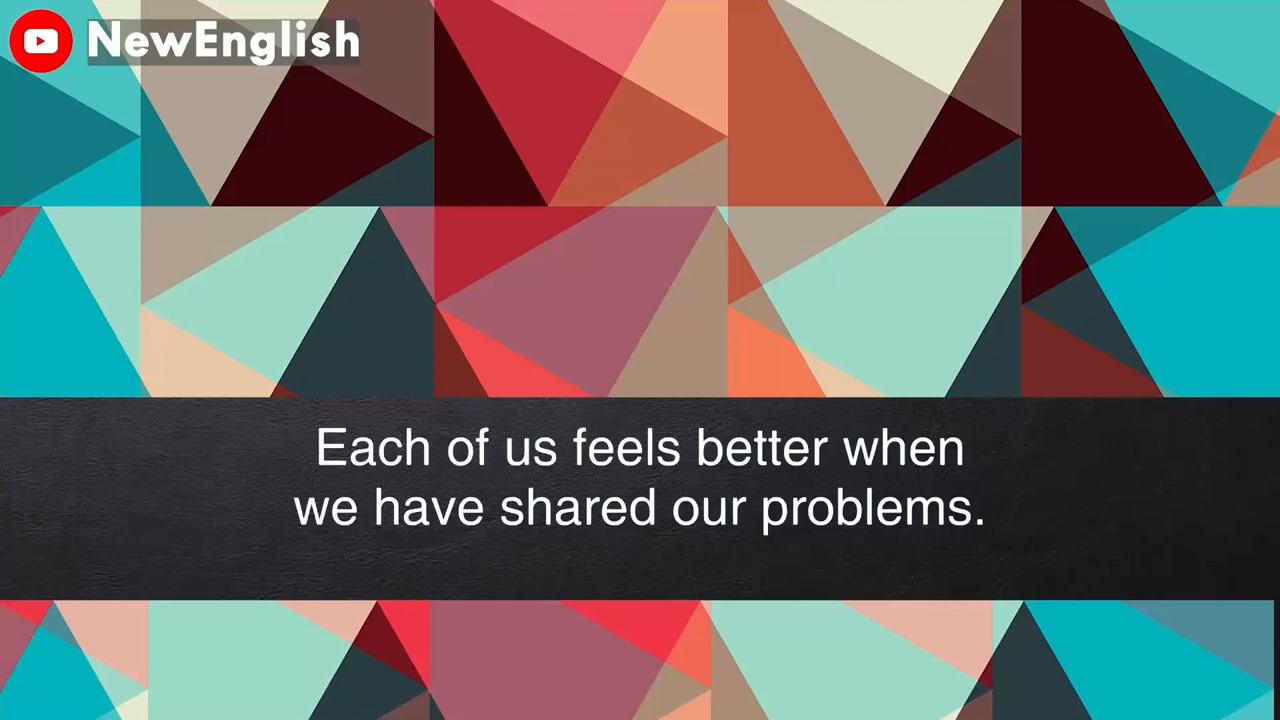 NewEnglish
Each of us feels better when
we have shared our problems.